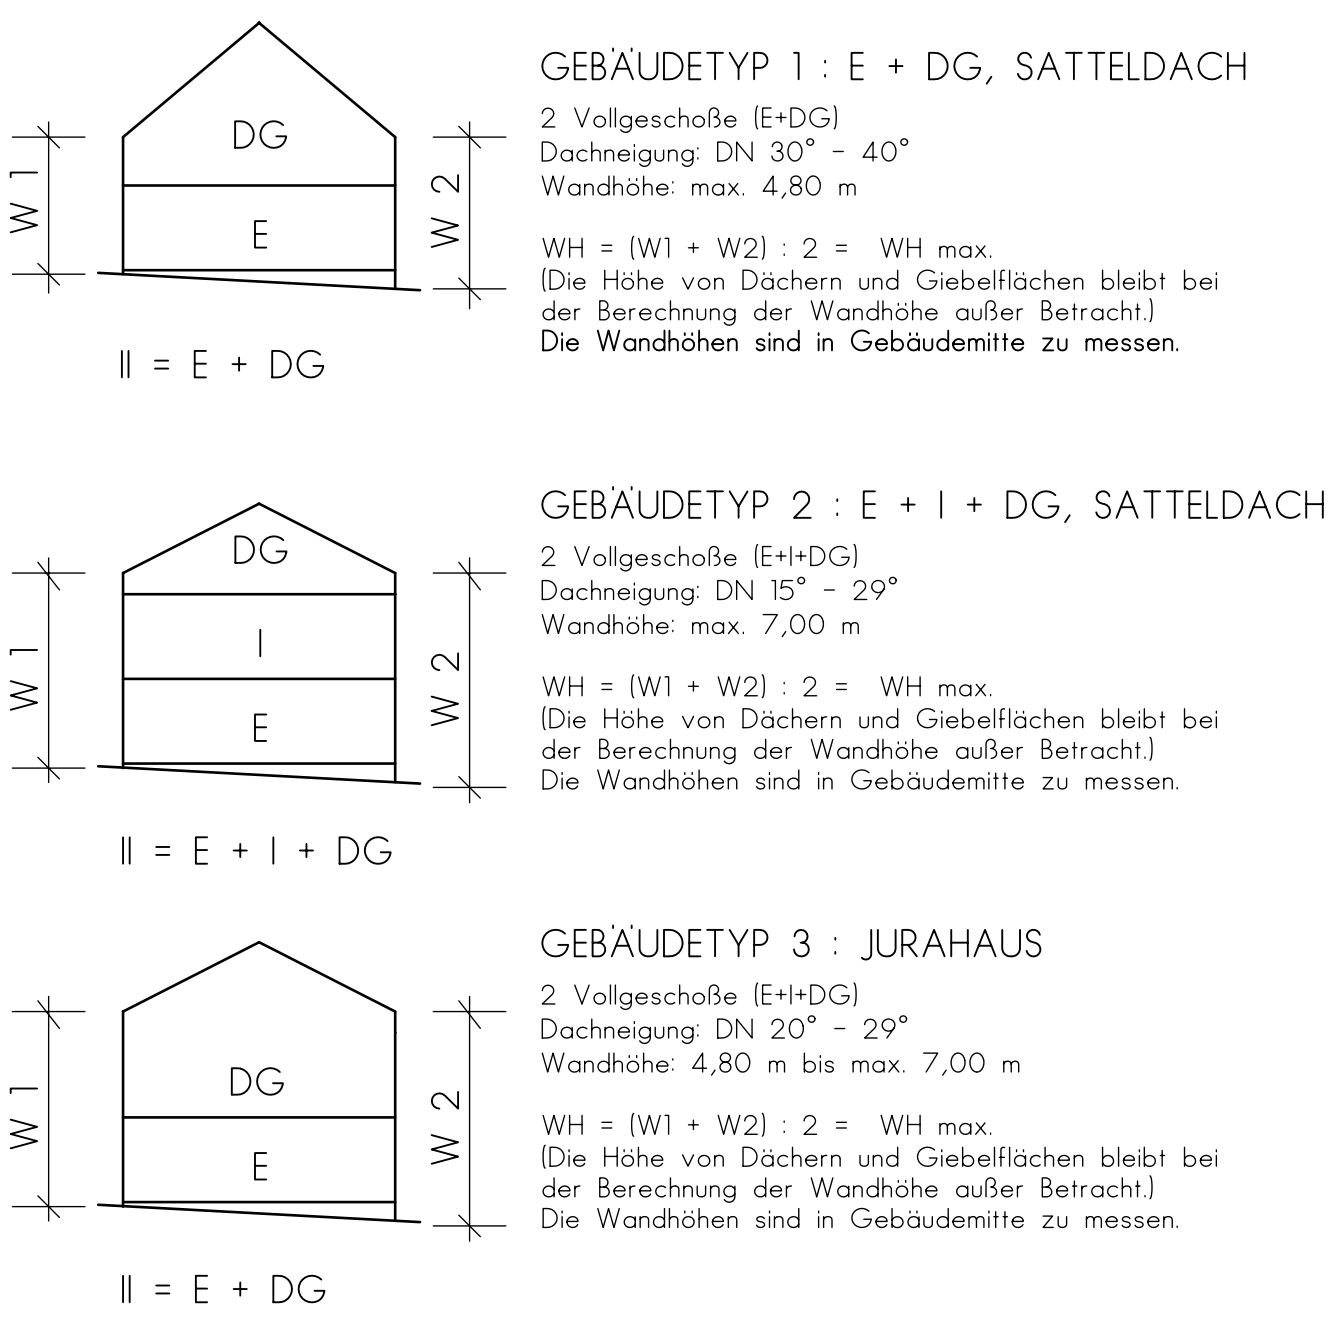 GEBÄUDETYP 1 : E + DG, SATTELDACH
2 Vollgeschoße (E+DG)
Dachneigung: DN 30° - 40°
Wandhöhe: max. 4,80 m
WH = (W1 + W2) : 2 = WH max.
(Die Höhe von Dächern und Giebelflächen bleibt bei
der Berechnung der Wandhöhe außer Betracht.)
Die Wandhöhen sind in Gebäudemitte zu messen.
DG
E
W 1
W 2
II = E + DG
GEBÄUDETYP 2 : E + I + DG, SATTELDACH
2 Vollgeschoße (E+I+DG)
Dachneigung: DN 15° - 29°
Wandhöhe: max. 7,00 m
WH = (W1 + W2) : 2 = WH max.
(Die Höhe von Dächern und Giebelflächen bleibt bei
der Berechnung der Wandhöhe außer Betracht.)
Die Wandhöhen sind in Gebäudemitte zu messen.
DG
I
E
W 1
W 2
II = E + I + DG
GEBÄUDETYP 3 : JURAHAUS
2 Vollgeschoße (E+I+DG)
Dachneigung: DN 20° - 29°
Wandhöhe: 4,80 m bis max. 7,00 m
WH = (W1 + W2) : 2 = WH max.
(Die Höhe von Dächern und Giebelflächen bleibt bei
der Berechnung der Wandhöhe außer Betracht.)
Die Wandhöhen sind in Gebäudemitte zu messen.
DG
E
W 1
W 2
II = E + DG